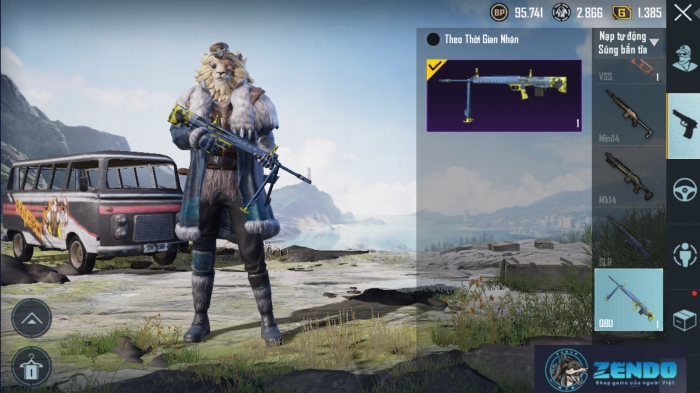 BP 95.741 2.866 G 1.385
Theo Thời Gian Nhận
Nạp tự động
Súng bắn tỉa
VSS 1
1
Mini14
Mk14
SLR
QBU 1
ZENDO
Shop game của người Việt